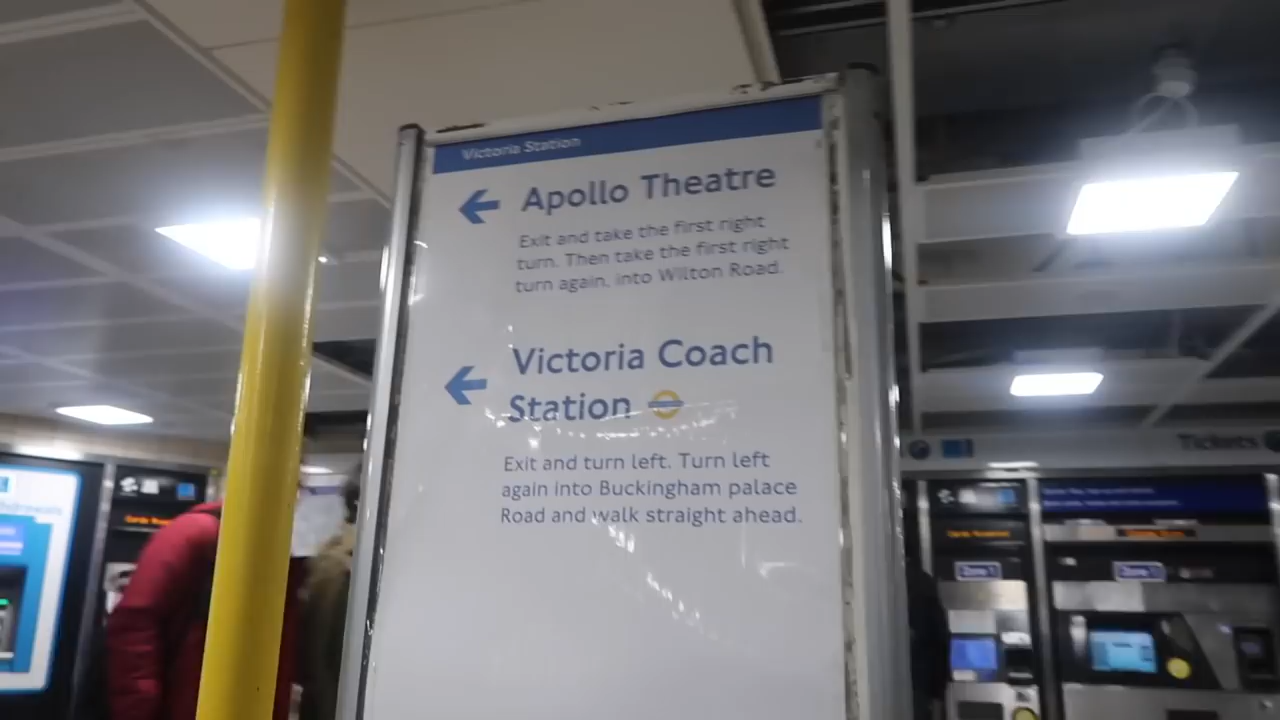 Victoria Station
Apollo Theatre
Exit and take the first right
turn. Then take the first right
turn again, into Wilton Road.
Victoria Coach
Station
Exit and turn left. Turn left
again into Buckingham palace
Road and walk straight ahead.
Tickets
Zone 1
Zone 1